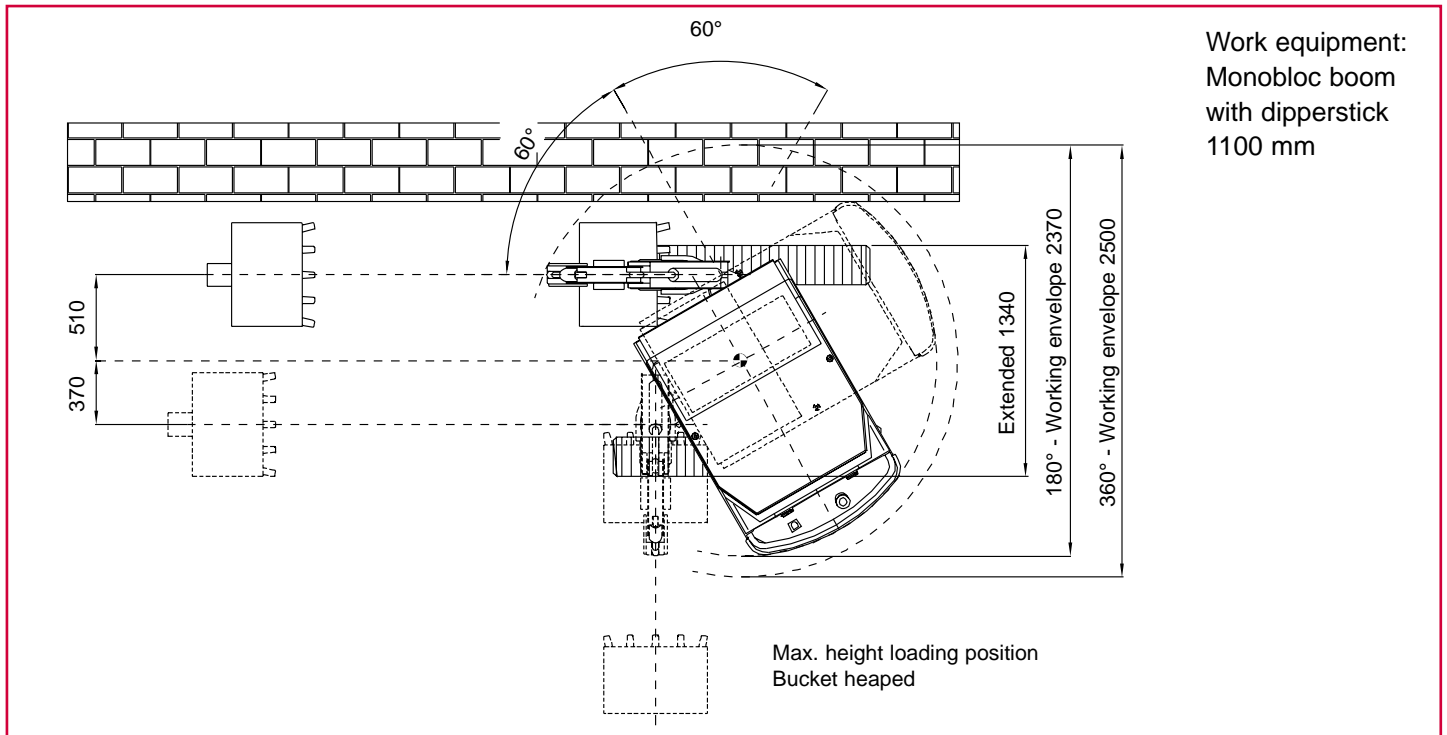 60°
Work equipment:
Monobloc boom
with dipperstick
1100 mm
60°
510
370
Extended 1340
180° - Working envelope 2370
360° - Working envelope 2500
Max. height loading position
Bucket heaped